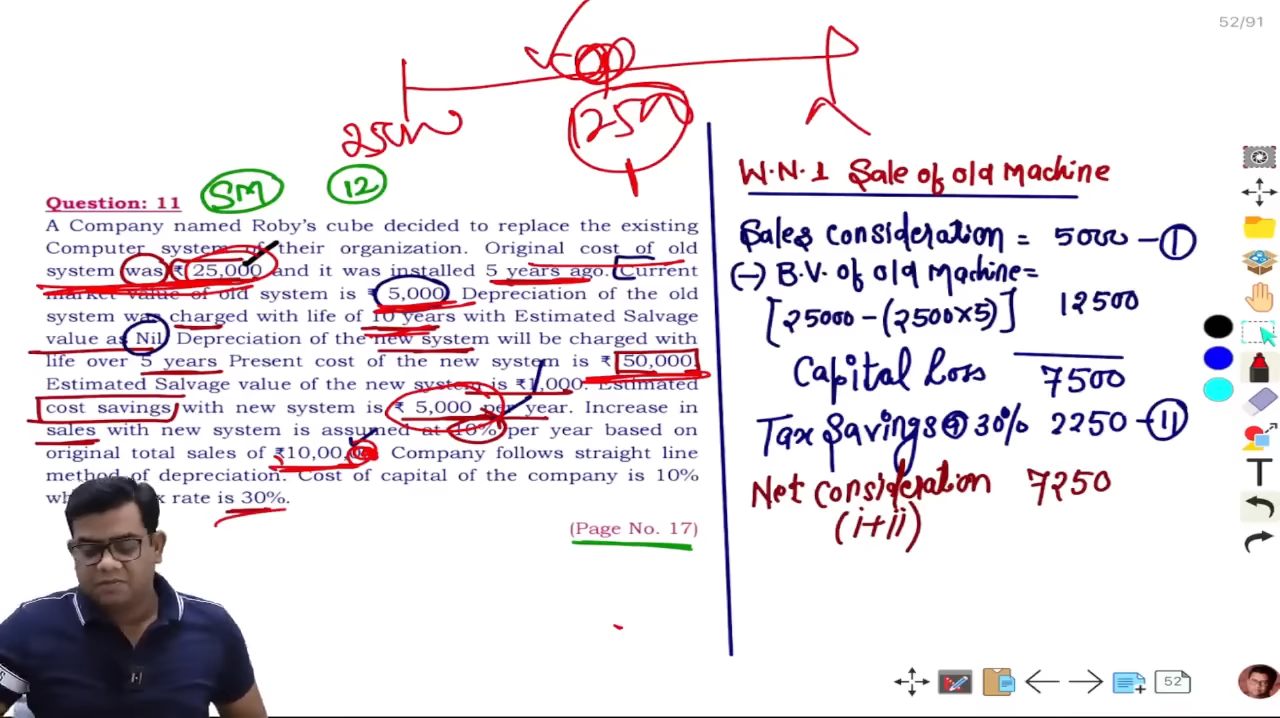 52/91
25000
12500
SM
12
Question: 11
A Company named Roby's cube decided to replace the existing
Computer system of their organization. Original cost of old
system was ₹ 25,000 and it was installed 5 years ago. Current
market value of old system is ₹ 5,000. Depreciation of the old
system was charged with life of 10 years with Estimated Salvage
value as Nil. Depreciation of the new system will be charged with
life over 5 years Present cost of the new system is ₹ 50,000.
Estimated Salvage value of the new system is ₹1,000. Estimated
cost savings with new system is ₹ 5,000 per year. Increase in
sales with new system is assumed at 10% per year based on
original total sales of ₹10,00, Company follows straight line
method of depreciation. Cost of capital of the company is 10%
rate is 30%.
(Page No. 17)
W.N.1 Sale of old Machine
Sales consideration = 5000 - I
(-) B.V. of old Machine =
[25000 - (2500×5)] 12500
Capital Loss 7500
Tax Savings @ 30% 2250 - II
Net consideration 7250
(i+ii)
52